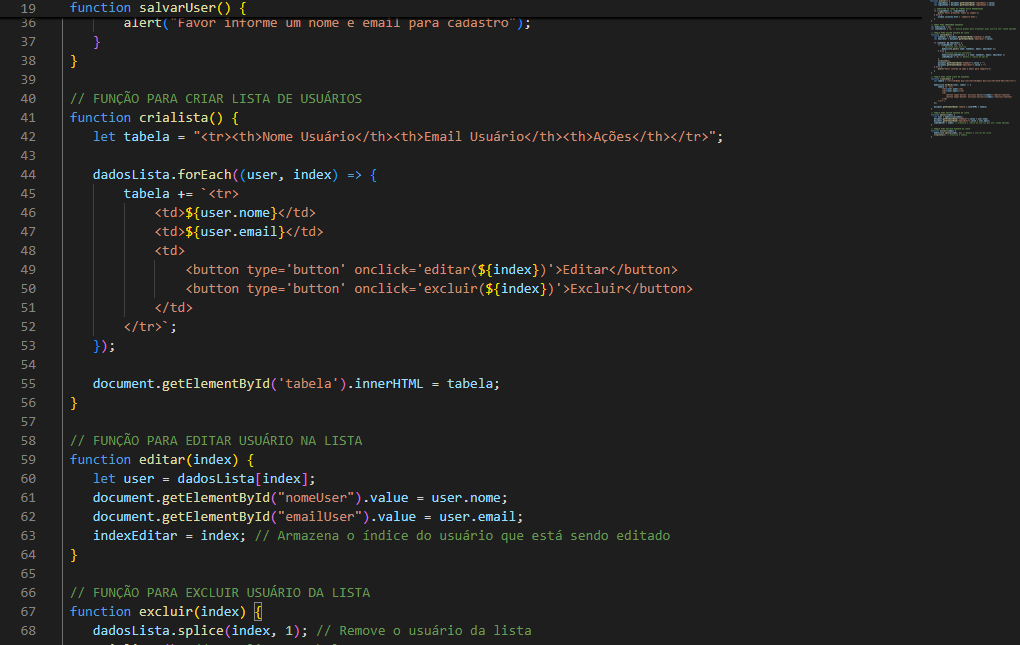 19 function salvarUser() {
36 alert("Favor informe um nome e email para cadastro");
37 }
38 }
39
40 // FUNÇÃO PARA CRIAR LISTA DE USUÁRIOS
41 function crialista() {
42 let tabela = "<tr><th>Nome Usuário</th><th>Email Usuário</th><th>Ações</th></tr>";
43
44 dadosLista.forEach((user, index) => {
45 tabela += `<tr>
46 <td>${user.nome}</td>
47 <td>${user.email}</td>
48 <td>
49 <button type='button' onclick='editar(${index})'>Editar</button>
50 <button type='button' onclick='excluir(${index})'>Excluir</button>
51 </td>
52 </tr>`;
53 });
54
55 document.getElementById('tabela').innerHTML = tabela;
56 }
57
58 // FUNÇÃO PARA EDITAR USUÁRIO NA LISTA
59 function editar(index) {
60 let user = dadosLista[index];
61 document.getElementById("nomeUser").value = user.nome;
62 document.getElementById("emailUser").value = user.email;
63 indexEditar = index; // Armazena o índice do usuário que está sendo editado
64 }
65
66 // FUNÇÃO PARA EXCLUIR USUÁRIO DA LISTA
67 function excluir(index) {
68 dadosLista.splice(index, 1); // Remove o usuário da lista